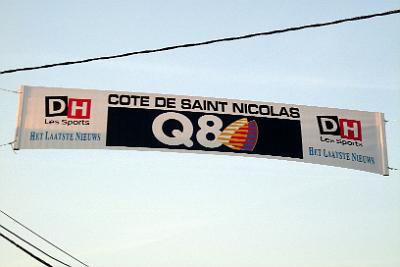 DH
Les Sports
HET LAATSTE NIEUWS
COTE DE SAINT NICOLAS
Q8
DH
Les Sports
HET LAATSTE NIEUWS